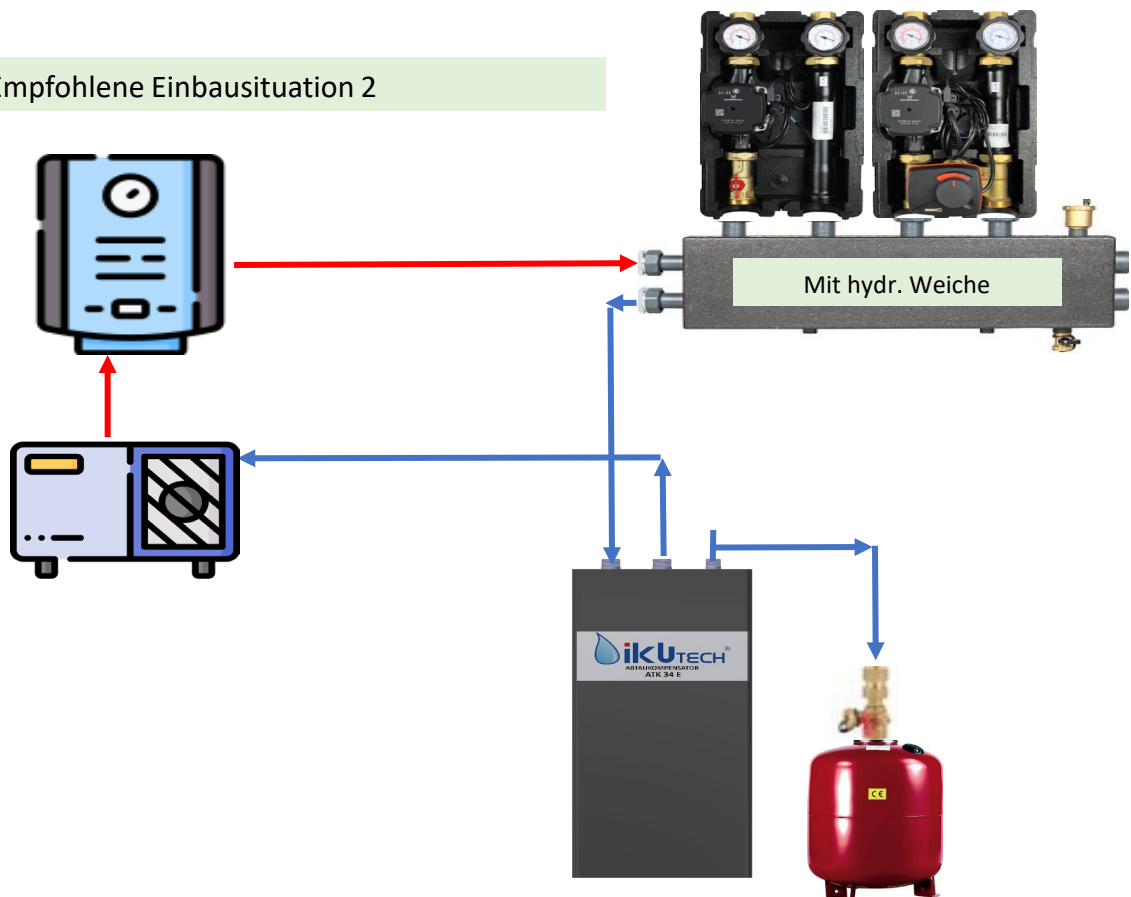 Empfohlene Einbausituation 2
Mit hydr. Weiche
iKUTECH®
ABTAUKOMPENSATOR
ATK 34 E
CE